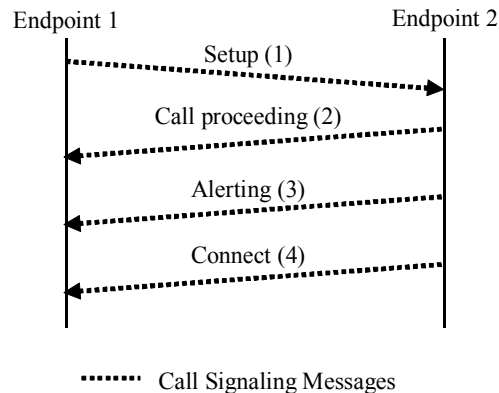 Endpoint 1 Endpoint 2
Setup (1)
Call proceeding (2)
Alerting (3)
Connect (4)
Call Signaling Messages